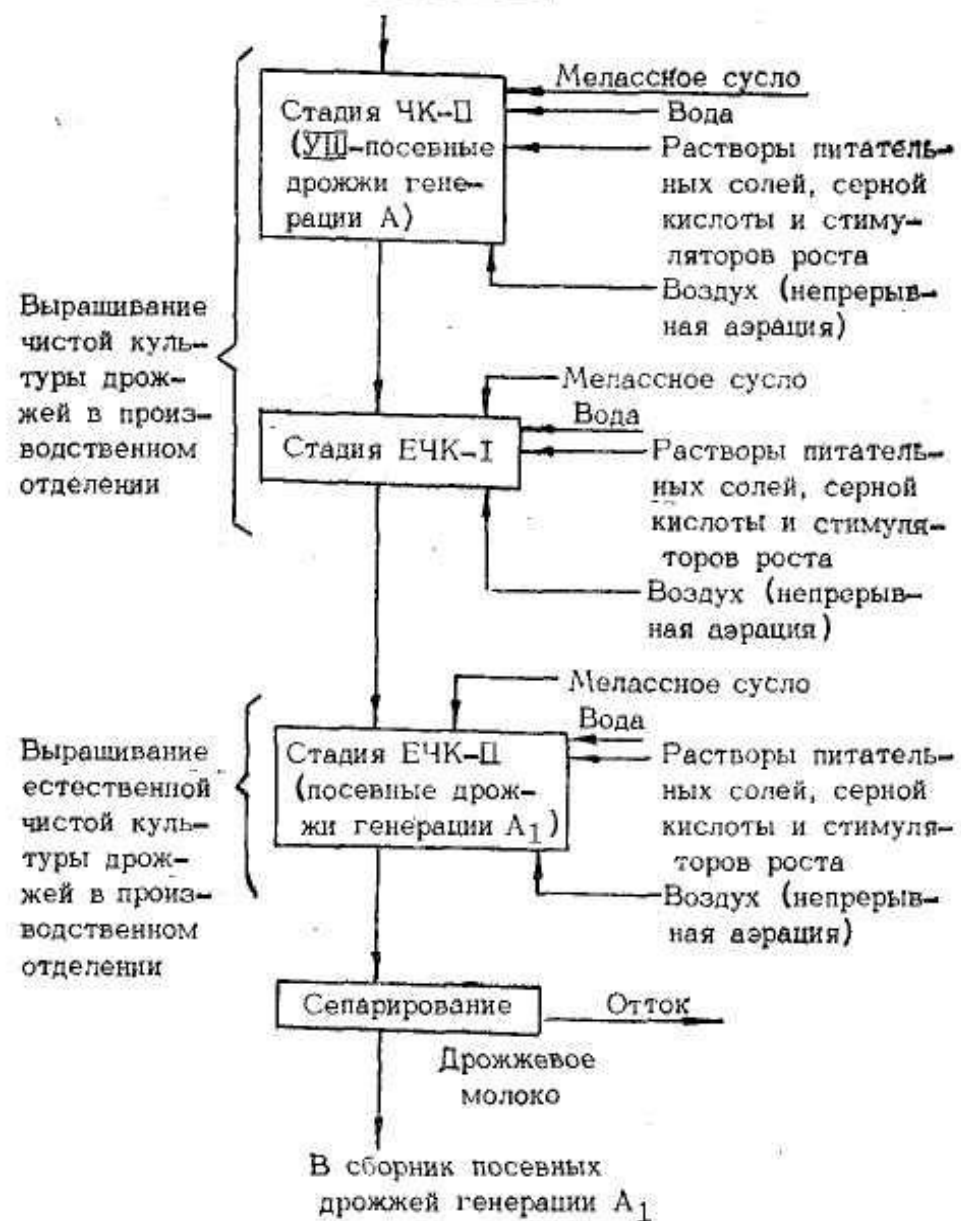 Мелассное сусло
Стадия ЧК-П
Вода
(УШ-посевные
дрожжи гене-
рации А)
Растворы питатель-
ных солей, серной
кислоты и стиму-
ляторов роста
Воздух (непрерыв-
ная аэрация)
Выращивание
чистой куль-
туры дрож-
жей в произ-
водственном
отделении
Мелассное сусло
Вода
Стадия ЕЧК-I
Растворы питатель-
ных солей, серной
кислоты и стимуля-
торов роста
Воздух (непрерыв-
ная аэрация)
Мелассное сусло
Вода
Выращивание
естественной
чистой куль-
туры дрож-
жей в произ-
водственном
отделении
Стадия ЕЧК-П
(посевные дрож-
жи генерации А1)
Растворы питатель-
ных солей, серной
кислоты и стимуля-
торов роста
Воздух (непрерыв-
ная аэрация)
Сепарирование
Отток
Дрожжевое
молоко
В сборник посевных
дрожжей генерации А1